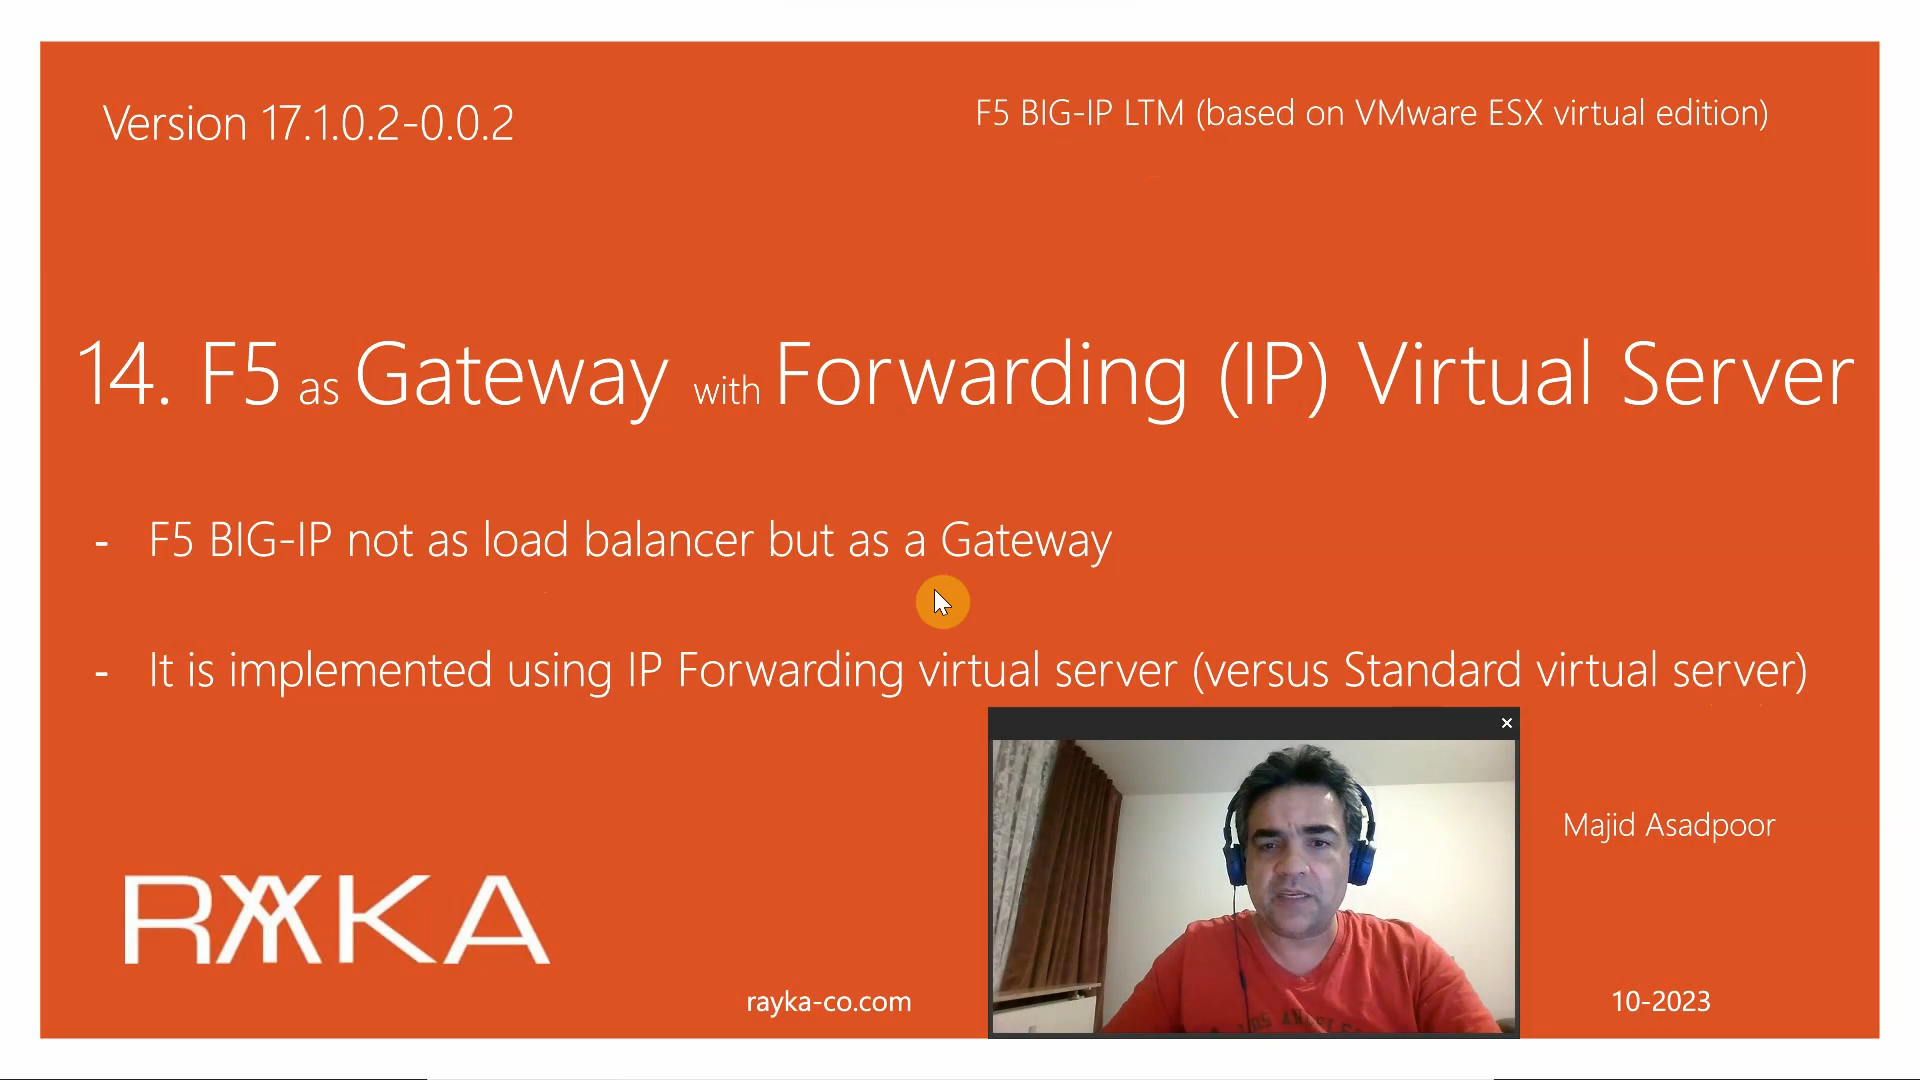 Version 17.1.0.2-0.0.2
F5 BIG-IP LTM (based on VMware ESX virtual edition)
14. F5 as Gateway with Forwarding (IP) Virtual Server
- F5 BIG-IP not as load balancer but as a Gateway
- It is implemented using IP Forwarding virtual server (versus Standard virtual server)
Majid Asadpoor
RAYKA
rayka-co.com
10-2023